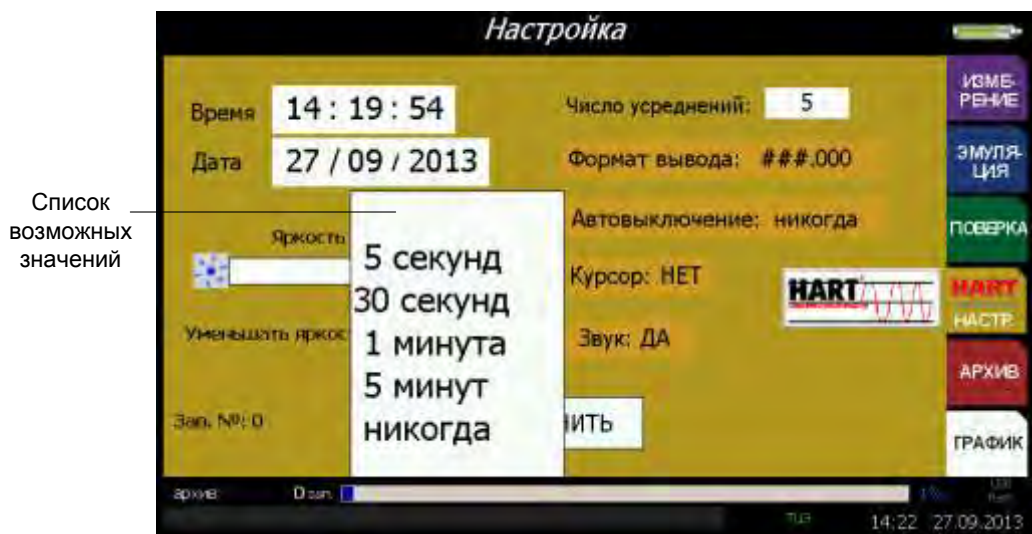 Настройка
Время 14 : 19 : 54
Число усреднений: 5
Дата 27 / 09 / 2013
Формат вывода: ###.000
Список
возможных
значений
Яркость
Автовыключение: никогда
5 секунд
30 секунд
1 минута
5 минут
никогда
Курсор: НЕТ
HART
Уменьшать яркос
Звук: ДА
Зап. №: 0
НИТЬ
ИЗМЕ-
РЕНИЕ
ЭМУЛЯ-
ЦИЯ
ПОВЕРКА
HART
НАСТР.
АРХИВ
ГРАФИК
архив: 0 зап.
14:22 27.09.2013